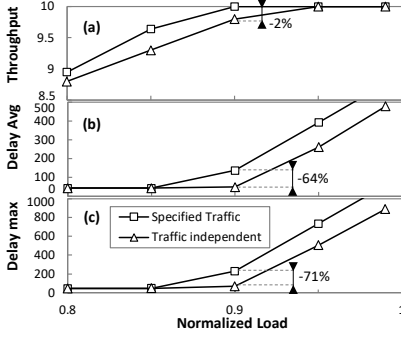 10
9.5
9
8.5
Throughput
(a)
-2%
500
400
300
200
100
0
Delay Avg
(b)
-64%
1000
800
600
400
200
0
Delay max
(c)
Specified Traffic
Traffic independent
-71%
0.8
0.9
1
Normalized Load